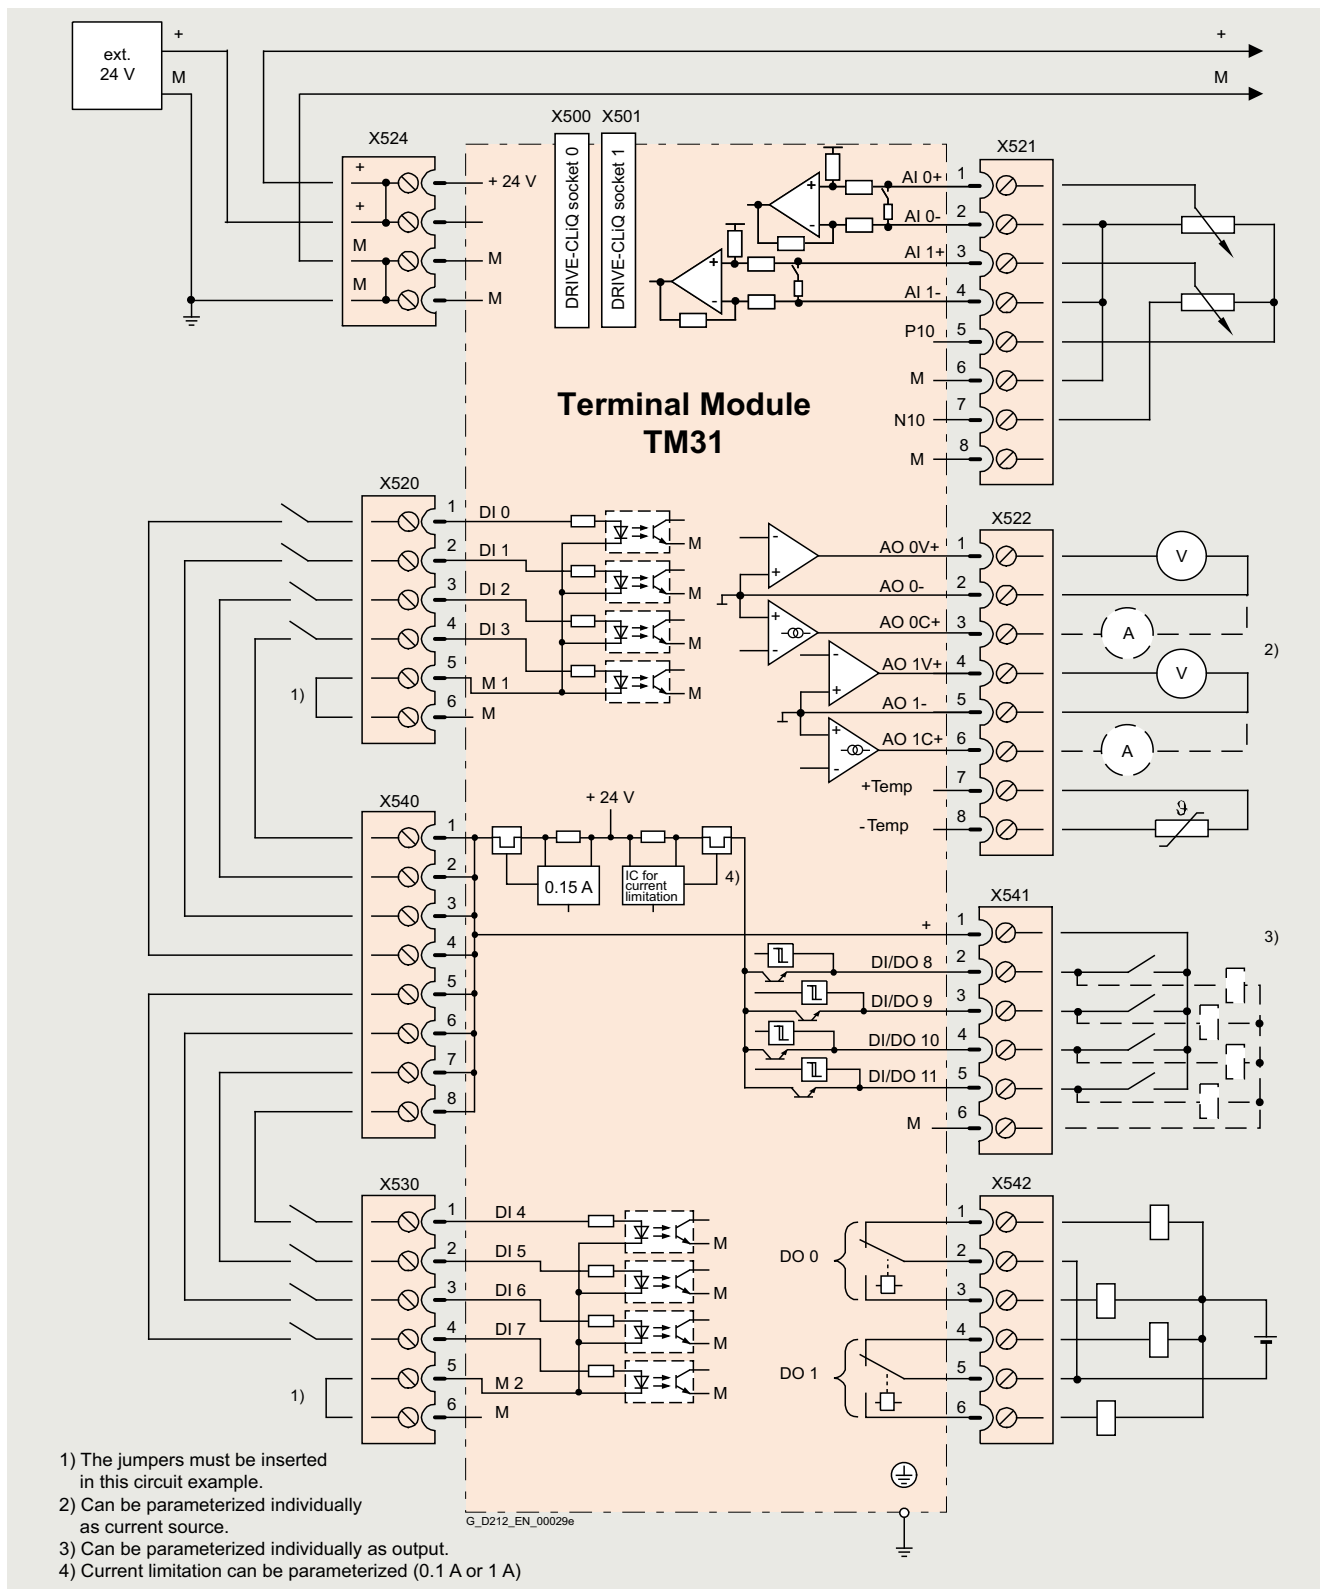 ext.
24 V
+
M
+
M
X500 X501
X524
X521
DRIVE-CLiQ socket 0
DRIVE-CLiQ socket 1
+
+
M
M
+ 24 V
M
M
+
-
+
-
AI 0+ 1
AI 0- 2
AI 1+ 3
AI 1- 4
P10 5
M 6
N10 7
M 8
Terminal Module
TM31
X520
1 DI 0
2 DI 1
3 DI 2
4 DI 3
5 M 1
6 M
1)
M
M
M
M
X522
-
+
+
-
-
+
+
-
AO 0V+ 1
AO 0- 2
AO 0C+ 3
AO 1V+ 4
AO 1- 5
AO 1C+ 6
+Temp 7
- Temp 8
V
A
V
A
2)
ϑ
X540
1
2
3
4
5
6
7
8
+ 24 V
0.15 A
IC for
current
limitation
4)
X541
+ 1
DI/DO 8 2
DI/DO 9 3
DI/DO 10 4
DI/DO 11 5
M 6
3)
X530
1 DI 4
2 DI 5
3 DI 6
4 DI 7
5 M 2
6 M
1)
M
M
M
M
X542
DO 0
DO 1
1
2
3
4
5
6
1) The jumpers must be inserted
in this circuit example.
2) Can be parameterized individually
as current source.
3) Can be parameterized individually as output.
4) Current limitation can be parameterized (0.1 A or 1 A)
G_D212_EN_00029e